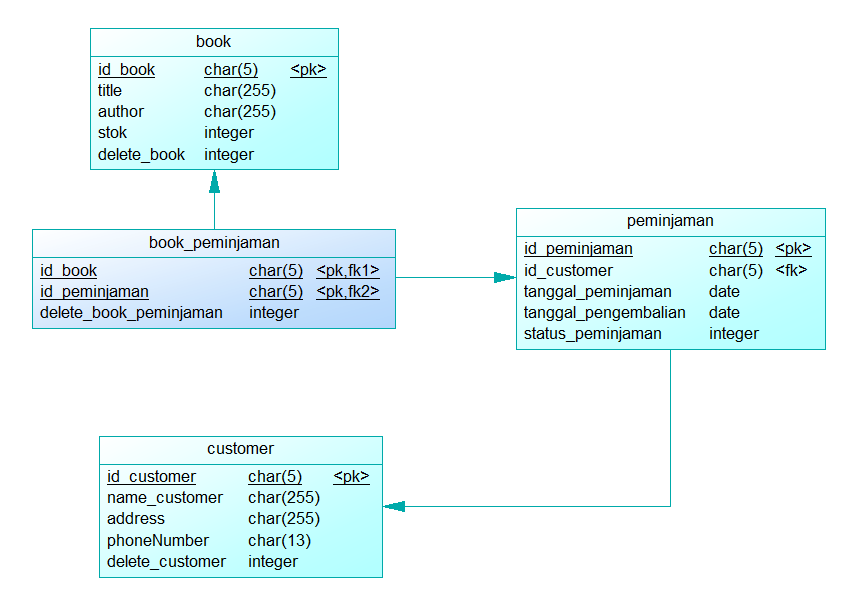 book
id_book char(5) <pk>
title char(255)
author char(255)
stok integer
delete_book integer
book_peminjaman
id_book char(5) <pk,fk1>
id_peminjaman char(5) <pk,fk2>
delete_book_peminjaman integer
peminjaman
id_peminjaman char(5) <pk>
id_customer char(5) <fk>
tanggal_peminjaman date
tanggal_pengembalian date
status_peminjaman integer
customer
id_customer char(5) <pk>
name_customer char(255)
address char(255)
phoneNumber char(13)
delete_customer integer